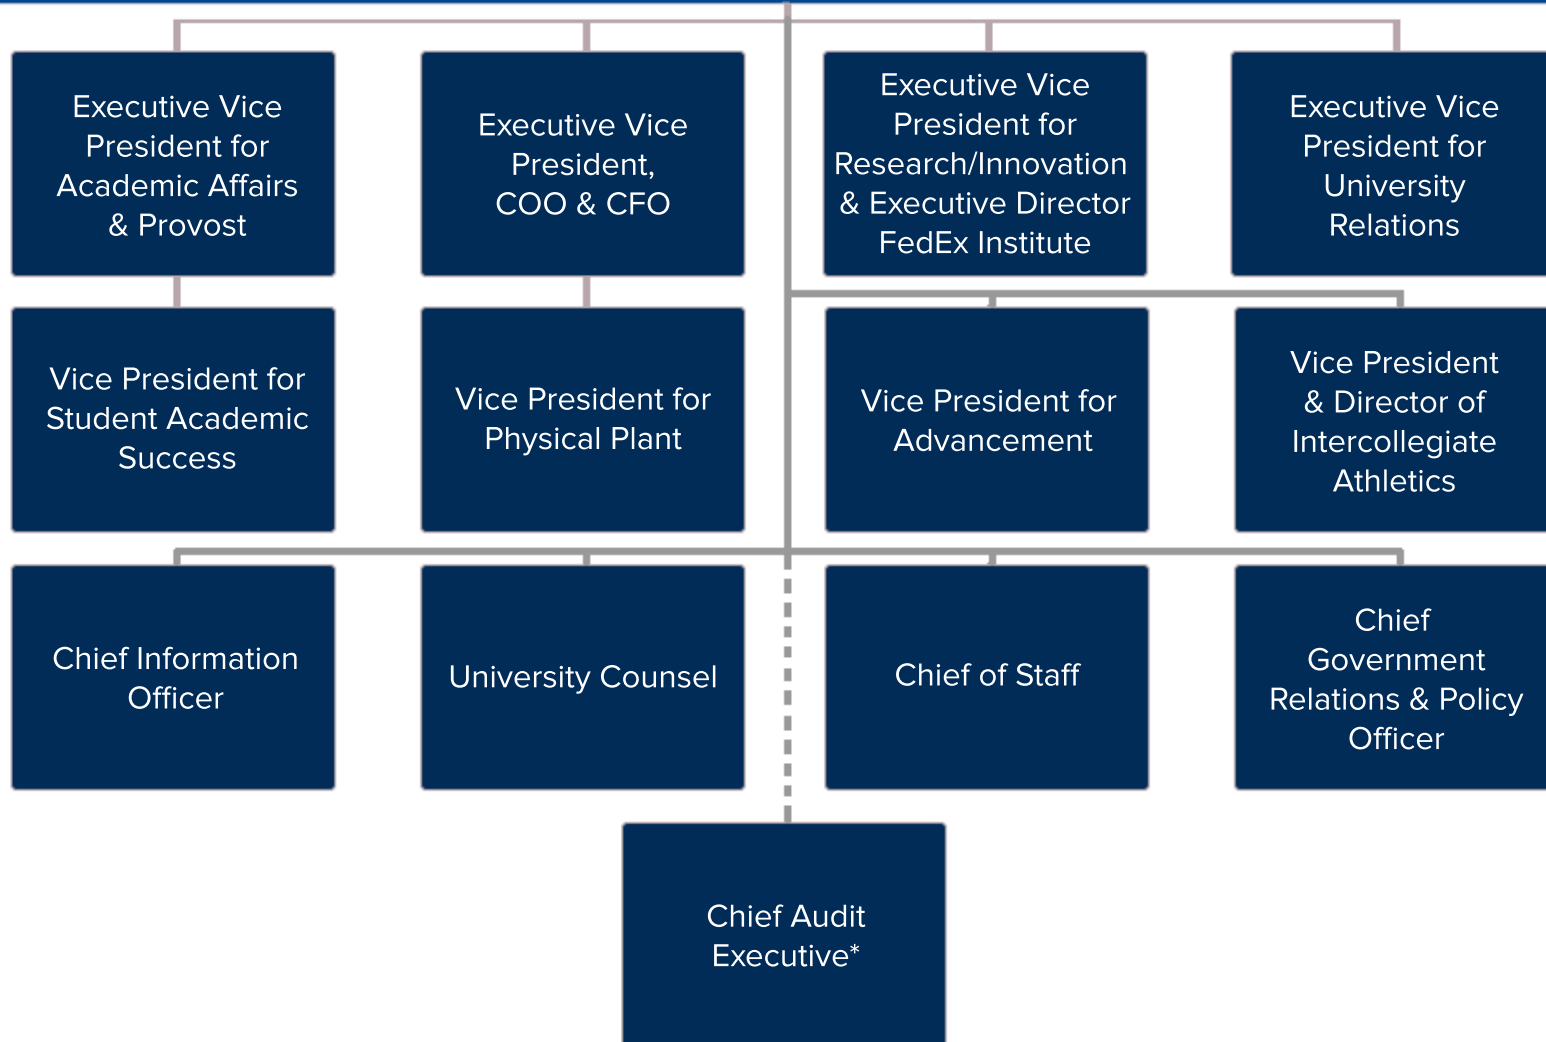 Executive Vice
President for
Academic Affairs
& Provost
Executive Vice
President,
COO & CFO
Executive Vice
President for
Research/Innovation
& Executive Director
FedEx Institute
Executive Vice
President for
University
Relations
Vice President for
Student Academic
Success
Vice President for
Physical Plant
Vice President for
Advancement
Vice President
& Director of
Intercollegiate
Athletics
Chief Information
Officer
University Counsel
Chief of Staff
Chief
Government
Relations & Policy
Officer
Chief Audit
Executive*